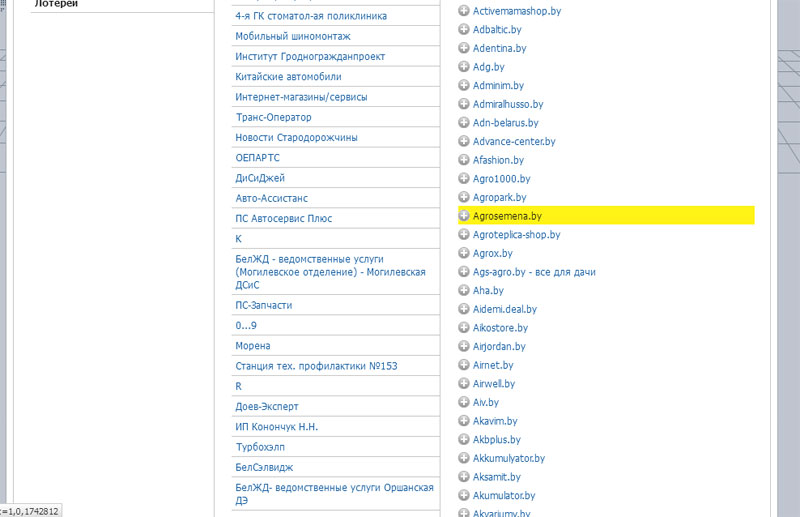 Лотереи
4-я ГК стоматол-ая поликлиника
Мобильный шиномонтаж
Институт Гродногражданпроект
Китайские автомобили
Интернет-магазины/сервисы
Транс-Оператор
Новости Стародорожчины
ОЕПАРТС
ДиСиДжей
Авто-Ассистанс
ПС Автосервис Плюс
К
БелЖД - ведомственные услуги
(Могилевское отделение) - Могилевская
ДСиС
ПС-Запчасти
0...9
Морена
Станция тех. профилактики №153
R
Доев-Эксперт
ИП Конончук Н.Н.
Турбохэлп
БелСэлвидж
БелЖД- ведомственные услуги Оршанская
ДЭ
Activemamashop.by
Adbaltic.by
Adentina.by
Adg.by
Adminim.by
Admiralhusso.by
Adn-belarus.by
Advance-center.by
Afashion.by
Agro1000.by
Agropark.by
Agrosemena.by
Agroteplica-shop.by
Agrox.by
Ags-agro.by - все для дачи
Aha.by
Aidemi.deal.by
Aikostore.by
Airjordan.by
Airnet.by
Airwell.by
Aiv.by
Akavim.by
Akbplus.by
Akkumulyator.by
Aksamit.by
Akumulator.by
Akvariumy.by
t=1,0,1742812